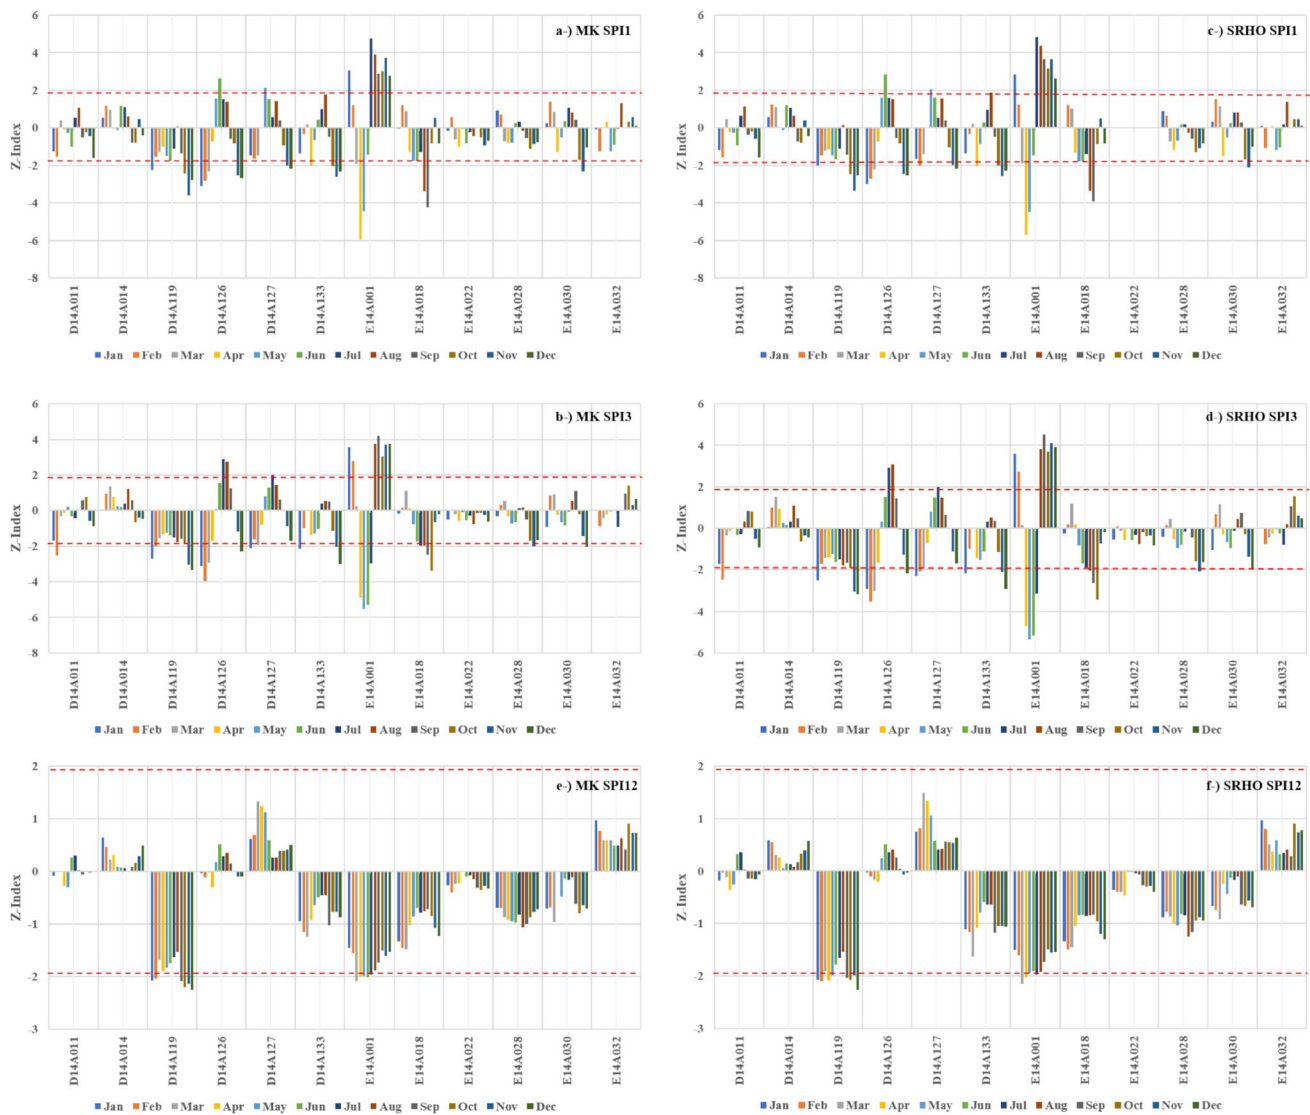 a-) MK SPI1
6
4
2
0
-2
-4
-6
-8
Z-Index
D14A011 D14A014 D14A119 D14A126 D14A127 D14A133 E14A001 E14A018 E14A022 E14A028 E14A030 E14A032
Jan Feb Mar Apr May Jun Jul Aug Sep Oct Nov Dec
c-) SRHO SPI1
6
4
2
0
-2
-4
-6
-8
Z-Index
D14A011 D14A014 D14A119 D14A126 D14A127 D14A133 E14A001 E14A018 E14A022 E14A028 E14A030 E14A032
Jan Feb Mar Apr May Jun Jul Aug Sep Oct Nov Dec
b-) MK SPI3
6
4
2
0
-2
-4
-6
-8
Z-Index
D14A011 D14A014 D14A119 D14A126 D14A127 D14A133 E14A001 E14A018 E14A022 E14A028 E14A030 E14A032
Jan Feb Mar Apr May Jun Jul Aug Sep Oct Nov Dec
d-) SRHO SPI3
6
4
2
0
-2
-4
-6
Z-Index
D14A011 D14A014 D14A119 D14A126 D14A127 D14A133 E14A001 E14A018 E14A022 E14A028 E14A030 E14A032
Jan Feb Mar Apr May Jun Jul Aug Sep Oct Nov Dec
e-) MK SPI12
2
1
0
-1
-2
-3
Z-Index
D14A011 D14A014 D14A119 D14A126 D14A127 D14A133 E14A001 E14A018 E14A022 E14A028 E14A030 E14A032
Jan Feb Mar Apr May Jun Jul Aug Sep Oct Nov Dec
f-) SRHO SPI12
2
1
0
-1
-2
-3
Z-Index
D14A011 D14A014 D14A119 D14A126 D14A127 D14A133 E14A001 E14A018 E14A022 E14A028 E14A030 E14A032
Jan Feb Mar Apr May Jun Jul Aug Sep Oct Nov Dec